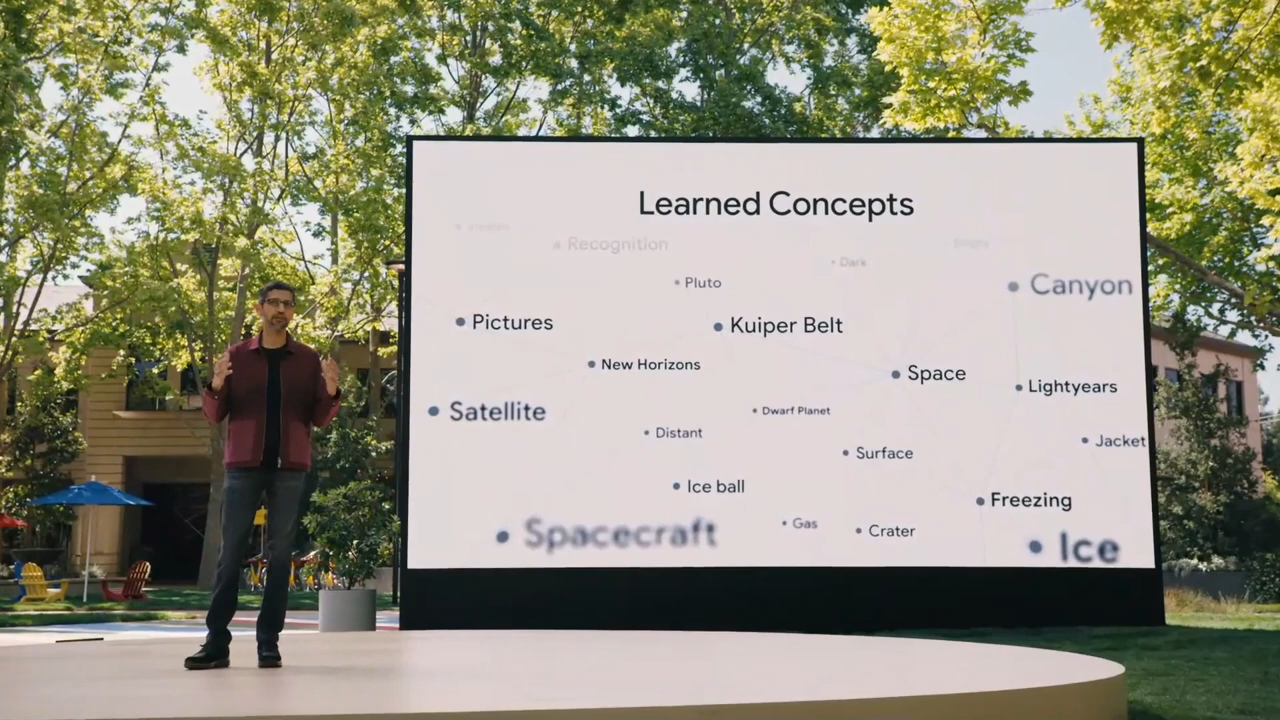 Learned Concepts
Recognition
Dark
Pluto
Canyon
Pictures
Kuiper Belt
New Horizons
Space
Lightyears
Satellite
Dwarf Planet
Distant
Jacket
Surface
Ice ball
Freezing
Spacecraft
Gas
Crater
Ice